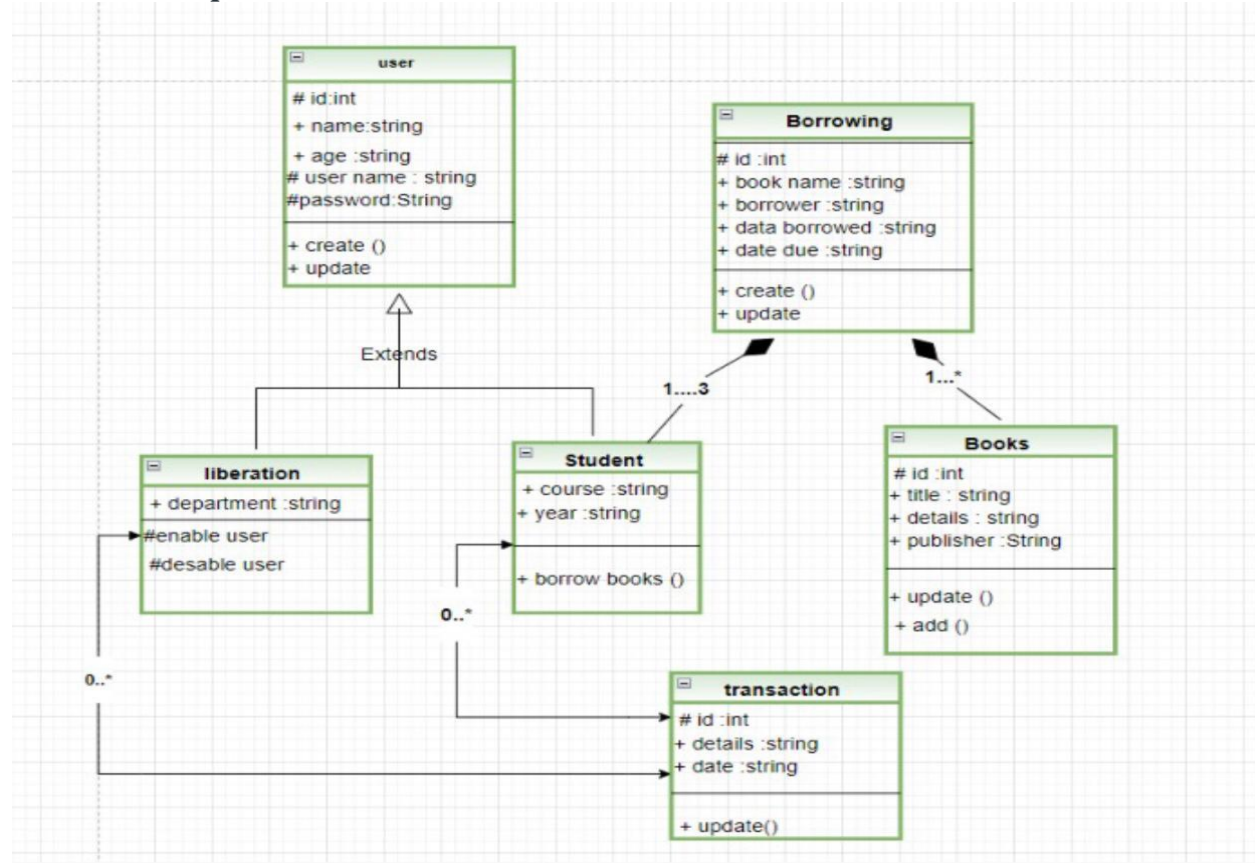 user
# id:int
+ name:string
+ age :string
# user name : string
#password:String
+ create ()
+ update
Borrowing
# id :int
+ book name :string
+ borrower :string
+ data borrowed :string
+ date due :string
+ create ()
+ update
Extends
1....3
1...*
liberation
+ department :string
#enable user
#desable user
Student
+ course :string
+ year :string
+ borrow books ()
Books
# id :int
+ title : string
+ details : string
+ publisher :String
+ update ()
+ add ()
0..*
0..*
transaction
# id :int
+ details :string
+ date :string
+ update()